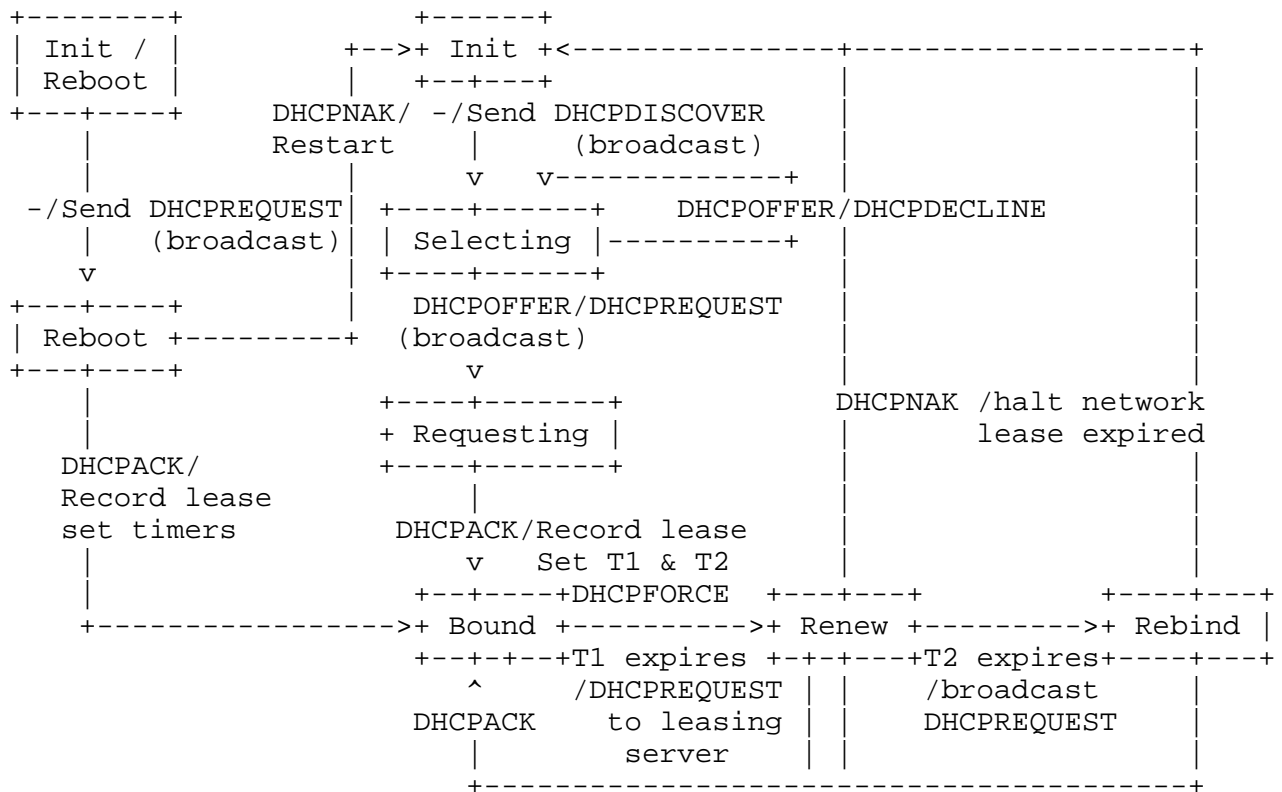 Init / Init
Reboot
DHCPNAK/ -/Send DHCPDISCOVER
Restart (broadcast)
-/Send DHCPREQUEST DHCPOFFER/DHCPDECLINE
(broadcast) Selecting
DHCPOFFER/DHCPREQUEST
Reboot (broadcast)
DHCPNAK /halt network
Requesting lease expired
DHCPACK/
Record lease
set timers DHCPACK/Record lease
Set T1 & T2
DHCPFORCE
Bound Renew Rebind
T1 expires T2 expires
/DHCPREQUEST /broadcast
DHCPACK to leasing DHCPREQUEST
server